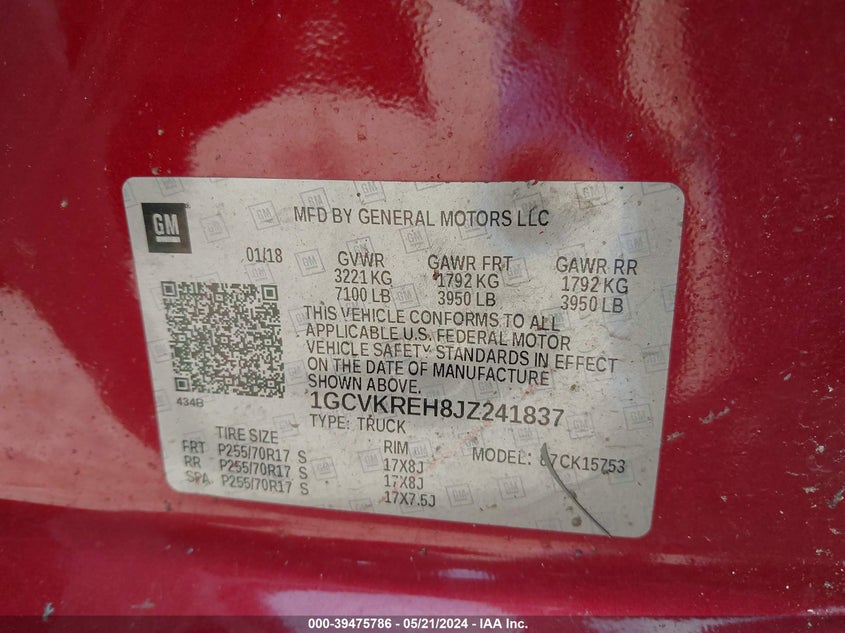 GM
MFD BY GENERAL MOTORS LLC
01/18
GVWR
3221 KG
7100 LB
GAWR FRT
1792 KG
3950 LB
GAWR RR
1792 KG
3950 LB
THIS VEHICLE CONFORMS TO ALL
APPLICABLE U.S. FEDERAL MOTOR
VEHICLE SAFETY STANDARDS IN EFFECT
ON THE DATE OF MANUFACTURE
SHOWN ABOVE.
434B
1GCVKREH8JZ241837
TYPE: TRUCK
MODEL: 87CK15753
TIRE SIZE
FRT P255/70R17 S
RR P255/70R17 S
SPA P255/70R17 S
RIM
17X8J
17X8J
17X7.5J
000-39475786 - 05/21/2024 - IAA Inc.